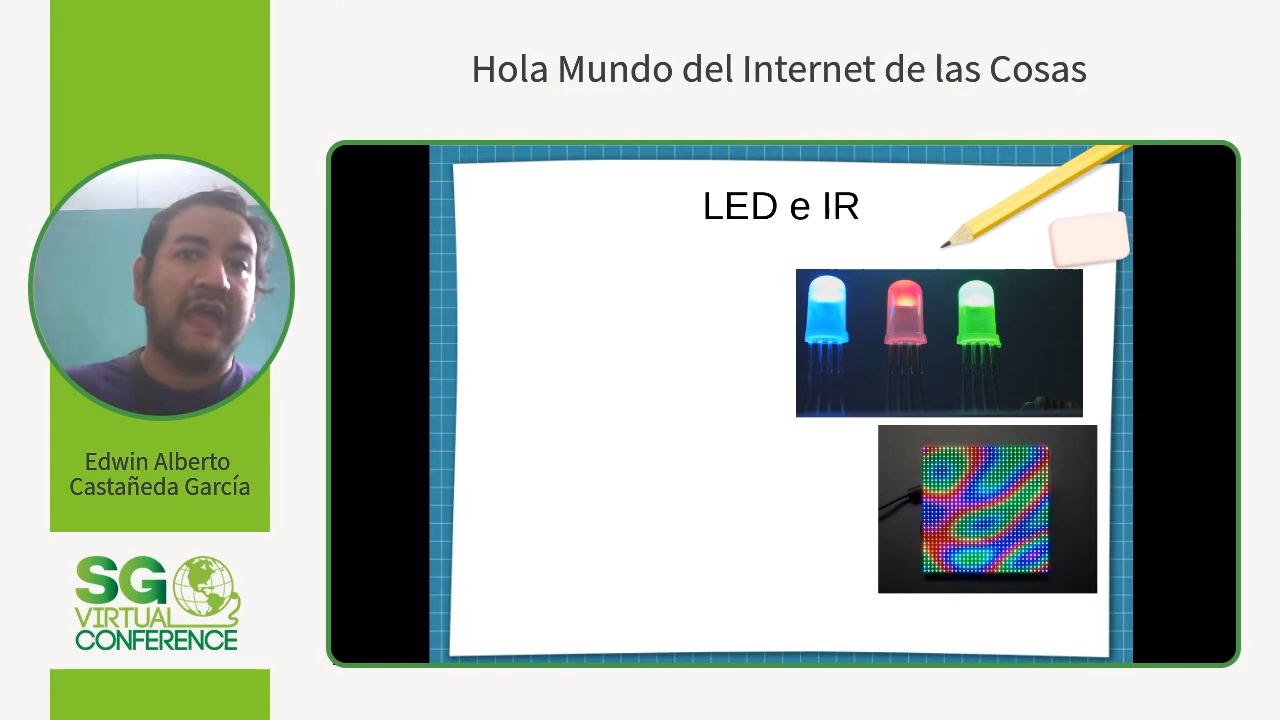 Hola Mundo del Internet de las Cosas
LED e IR
Edwin Alberto
Castañeda García
SG
VIRTUAL
CONFERENCE